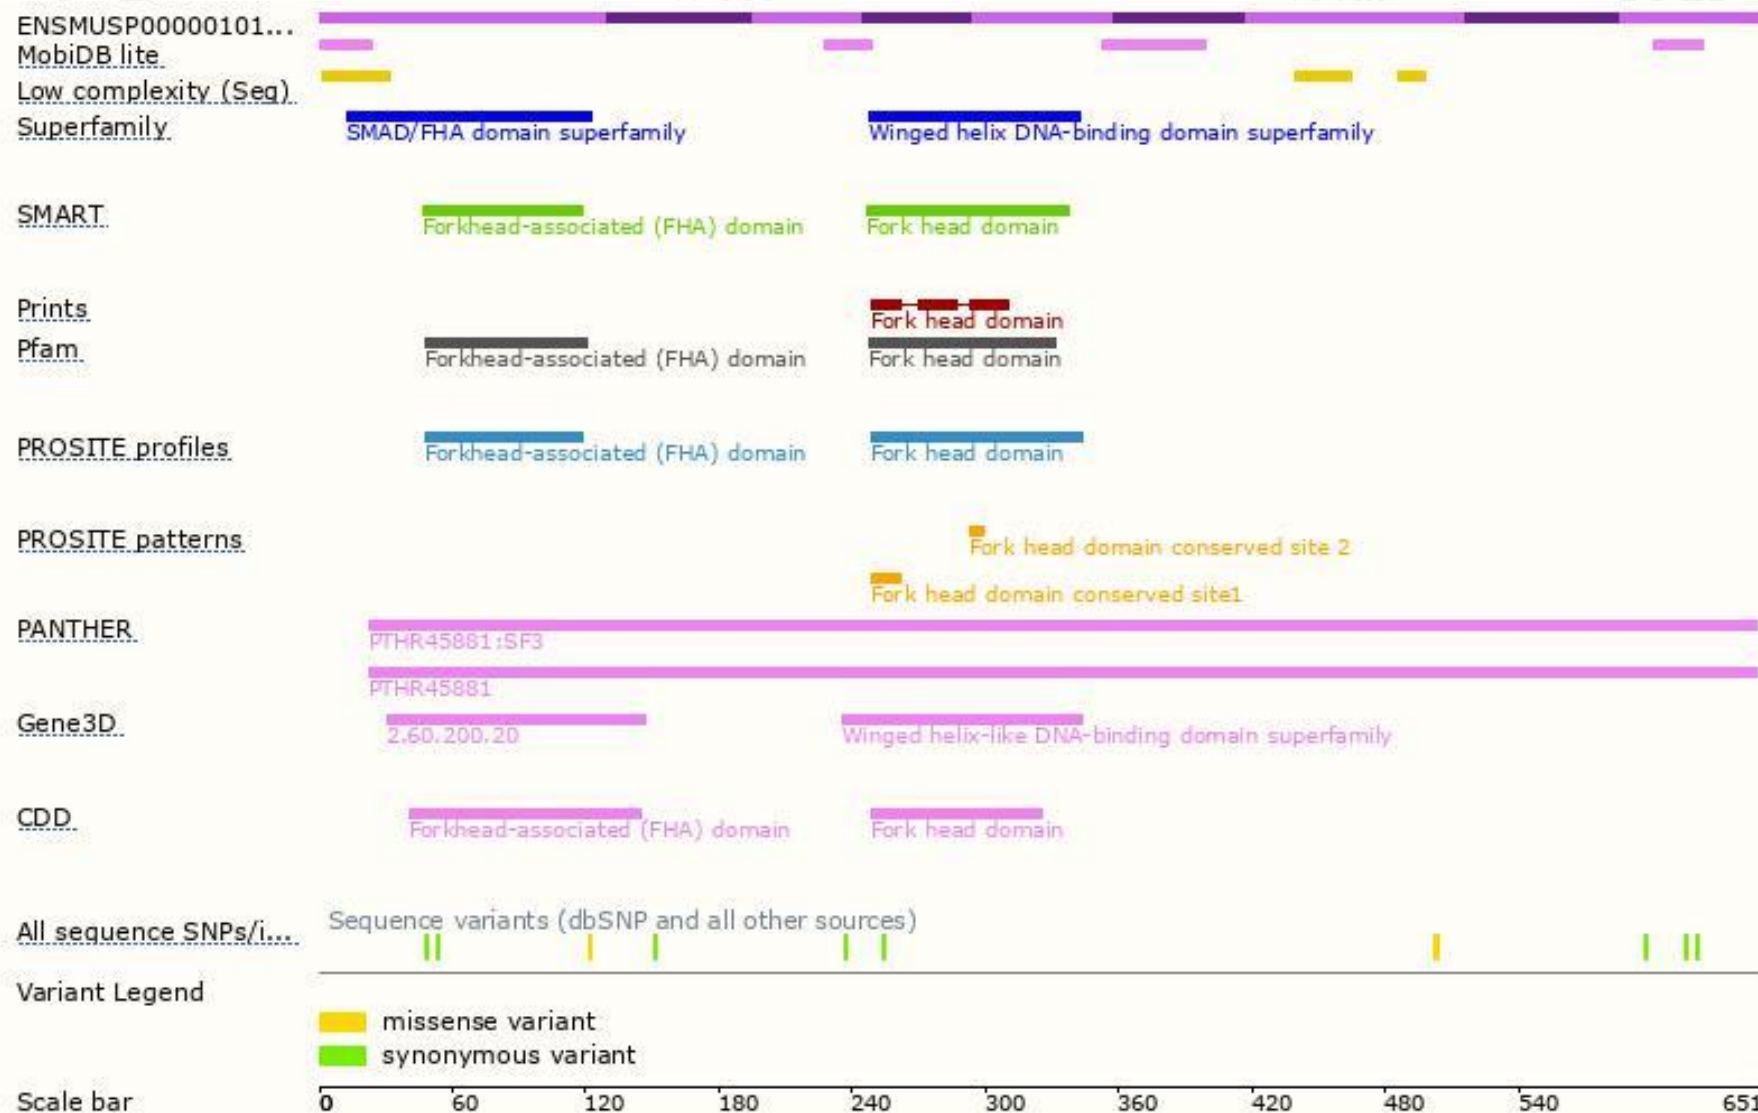 ENSMUSP00000101...
MobiDB lite
Low complexity (Seg)
Superfamily
SMAD/FHA domain superfamily
Winged helix DNA-binding domain superfamily
SMART
Forkhead-associated (FHA) domain
Fork head domain
Prints
Fork head domain
Pfam
Forkhead-associated (FHA) domain
Fork head domain
PROSITE profiles
Forkhead-associated (FHA) domain
Fork head domain
PROSITE patterns
Fork head domain conserved site 2
Fork head domain conserved site1
PANTHER
PTHR45881:SF3
PTHR45881
Gene3D
2.60.200.20
Winged helix-like DNA-binding domain superfamily
CDD
Forkhead-associated (FHA) domain
Fork head domain
Sequence variants (dbSNP and all other sources)
All sequence SNPs/i...
Variant Legend
missense variant
synonymous variant
Scale bar
0 60 120 180 240 300 360 420 480 540 651